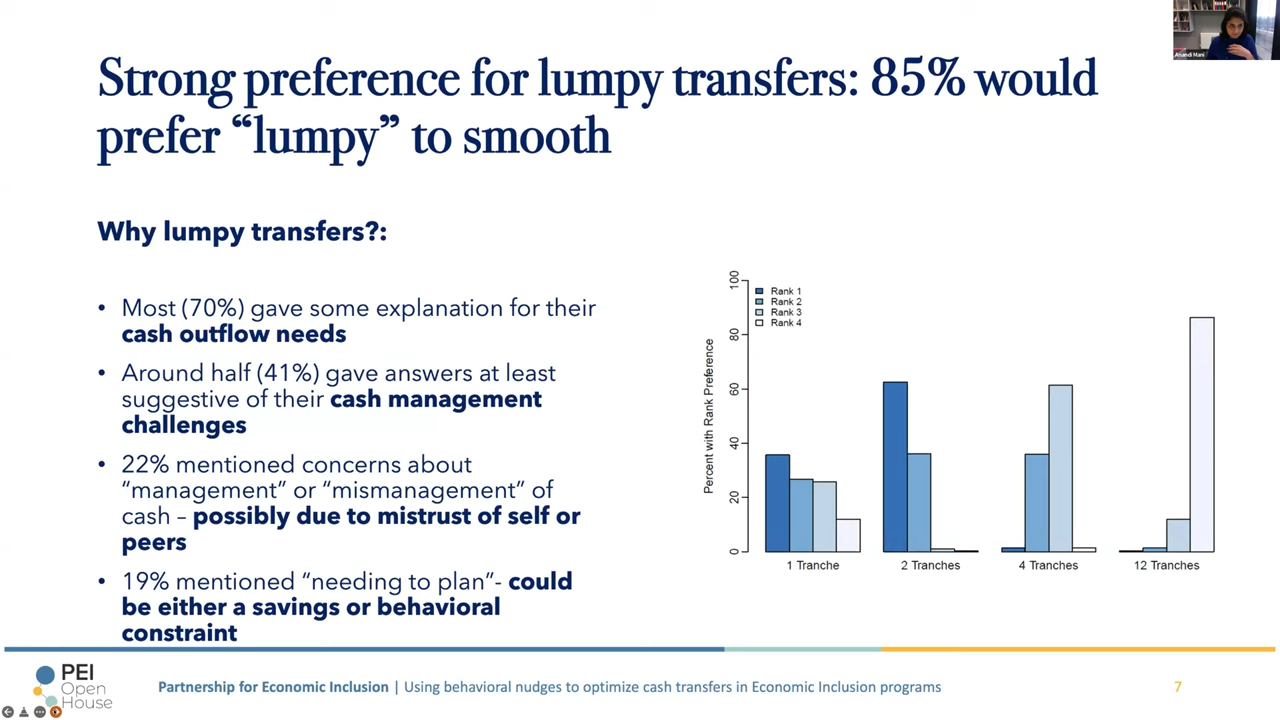 Anandi Mani
Strong preference for lumpy transfers: 85% would
prefer “lumpy” to smooth
Why lumpy transfers?:
• Most (70%) gave some explanation for their
cash outflow needs
• Around half (41%) gave answers at least
suggestive of their cash management
challenges
• 22% mentioned concerns about
“management” or “mismanagement” of
cash – possibly due to mistrust of self or
peers
• 19% mentioned “needing to plan”- could
be either a savings or behavioral
constraint
Percent with Rank Preference
100
80
60
40
20
0
Rank 1
Rank 2
Rank 3
Rank 4
1 Tranche
2 Tranches
4 Tranches
12 Tranches
PEI
Open
House
Partnership for Economic Inclusion | Using behavioral nudges to optimize cash transfers in Economic Inclusion programs
7